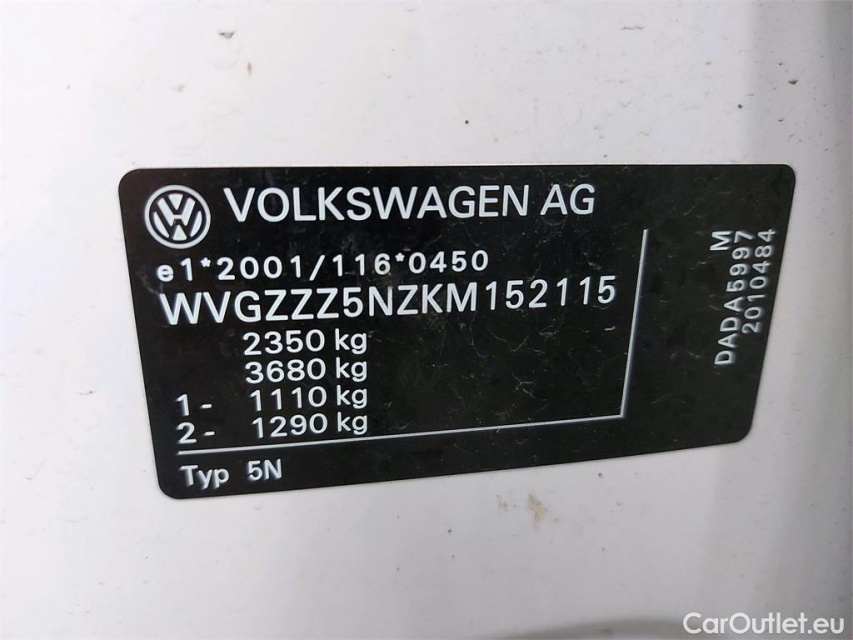 VOLKSWAGEN AG
e1*2001/116*0450
WVGZZZ5NZKM152115
2350 kg
3680 kg
1- 1110 kg
2- 1290 kg
Typ 5N
M
DADA5997
2010484
CarOutlet.eu